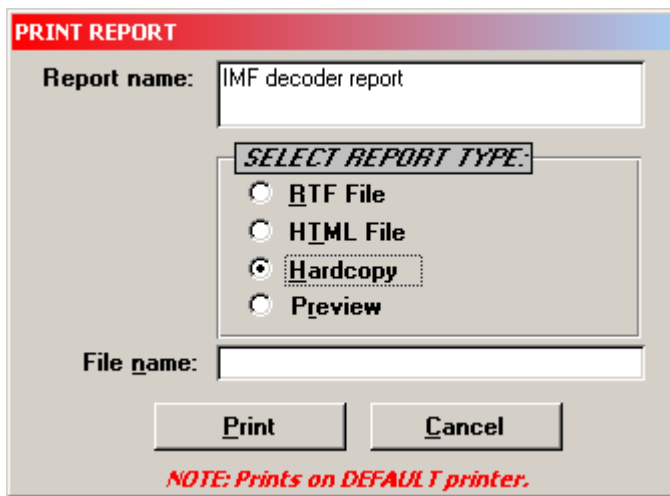 PRINT REPORT
Report name: IMF decoder report
SELECT REPORT TYPE:
RTF File
HTML File
Hardcopy
Preview
File name:
Print Cancel
NOTE: Prints on DEFAULT printer.